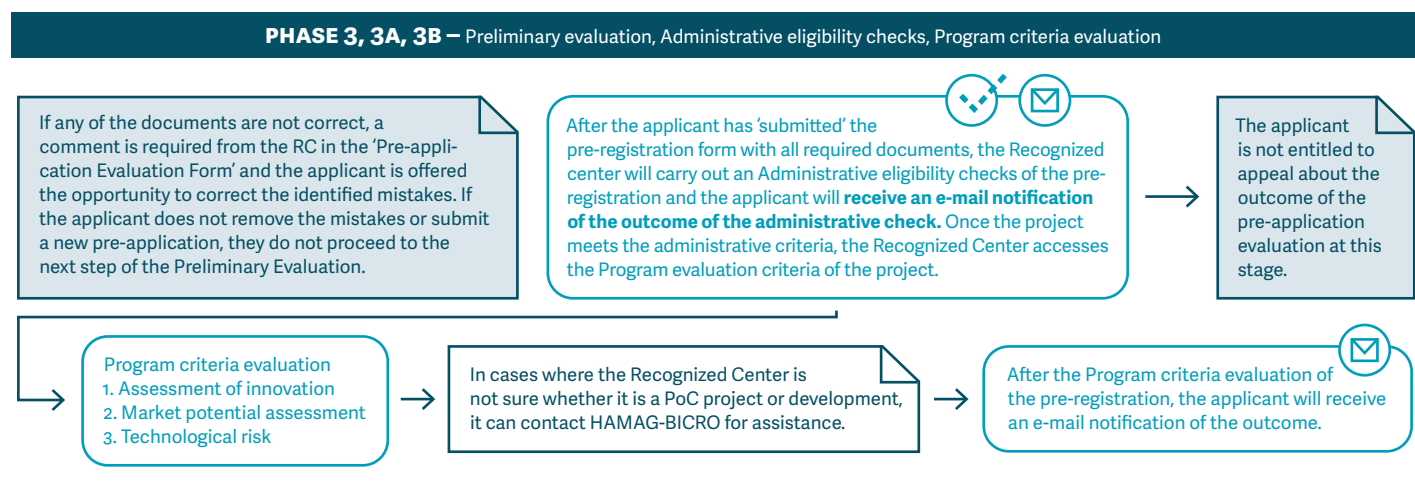 PHASE 3, 3A, 3B — Preliminary evaluation, Administrative eligibility checks, Program criteria evaluation
If any of the documents are not correct, a
comment is required from the RC in the ‘Pre-appli-
cation Evaluation Form’ and the applicant is offered
the opportunity to correct the identified mistakes. If
the applicant does not remove the mistakes or submit
a new pre-application, they do not proceed to the
next step of the Preliminary Evaluation.
After the applicant has ‘submitted’ the
pre-registration form with all required documents, the Recognized
center will carry out an Administrative eligibility checks of the pre-
registration and the applicant will receive an e-mail notification
of the outcome of the administrative check. Once the project
meets the administrative criteria, the Recognized Center accesses
the Program evaluation criteria of the project.
The applicant
is not entitled to
appeal about the
outcome of the
pre-application
evaluation at this
stage.
Program criteria evaluation
1. Assessment of innovation
2. Market potential assessment
3. Technological risk
In cases where the Recognized Center is
not sure whether it is a PoC project or development,
it can contact HAMAG-BICRO for assistance.
After the Program criteria evaluation of
the pre-registration, the applicant will receive
an e-mail notification of the outcome.